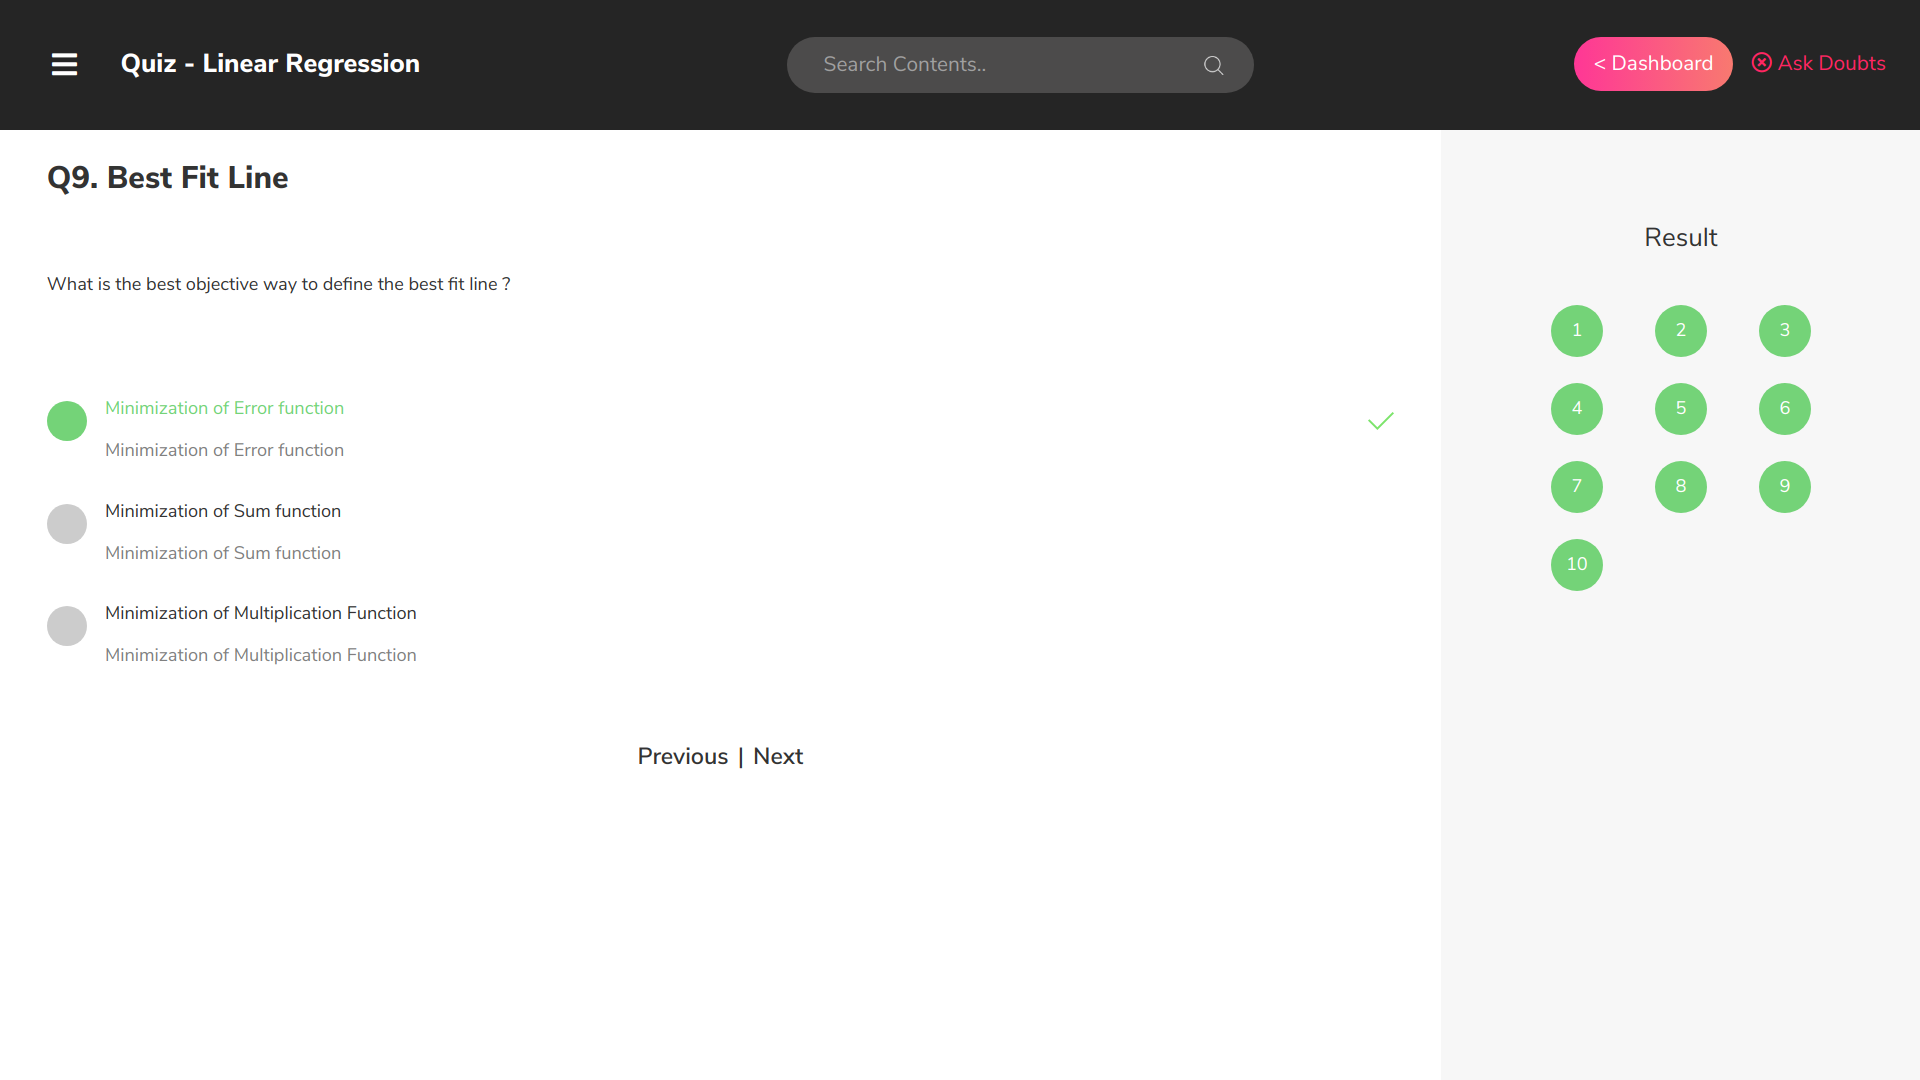 Quiz - Linear Regression
Search Contents..
< Dashboard
Ask Doubts
Q9. Best Fit Line
What is the best objective way to define the best fit line ?
Minimization of Error function
Minimization of Error function
Minimization of Sum function
Minimization of Sum function
Minimization of Multiplication Function
Minimization of Multiplication Function
Previous | Next
Result
1 2 3
4 5 6
7 8 9
10